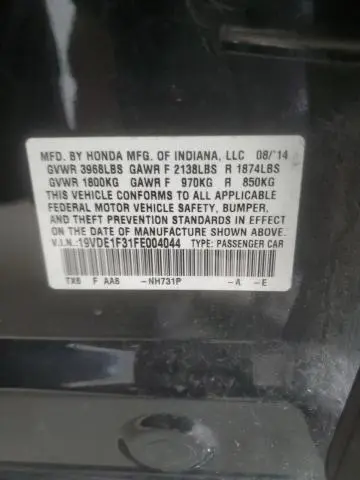 MFD. BY HONDA MFG. OF INDIANA, LLC 08/'14
GVWR 3968LBS GAWR F 2138LBS R 1874LBS
GVWR 1800KG GAWR F 970KG R 850KG
THIS VEHICLE CONFORMS TO ALL APPLICABLE
FEDERAL MOTOR VEHICLE SAFETY, BUMPER,
AND THEFT PREVENTION STANDARDS IN EFFECT
ON THE DATE OF MANUFACTURE SHOWN ABOVE.
V.I.N.:19VDE1F31FE004044 TYPE: PASSENGER CAR
TX6 F AAB -NH731P -A -E